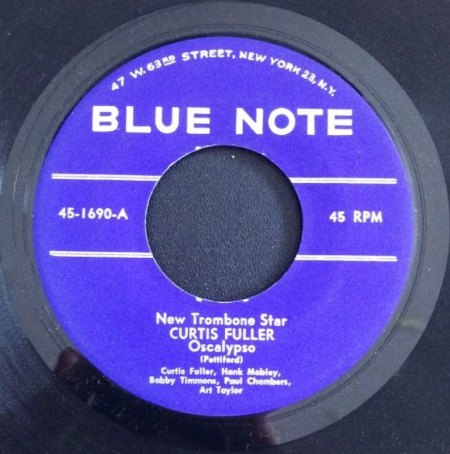 47 W. 63RD STREET, NEW YORK 23, N.Y.
BLUE NOTE
45-1690-A
45 RPM
New Trombone Star
CURTIS FULLER
Oscalypso
(Pettiford)
Curtis Fuller, Hank Mobley,
Bobby Timmons, Paul Chambers,
Art Taylor